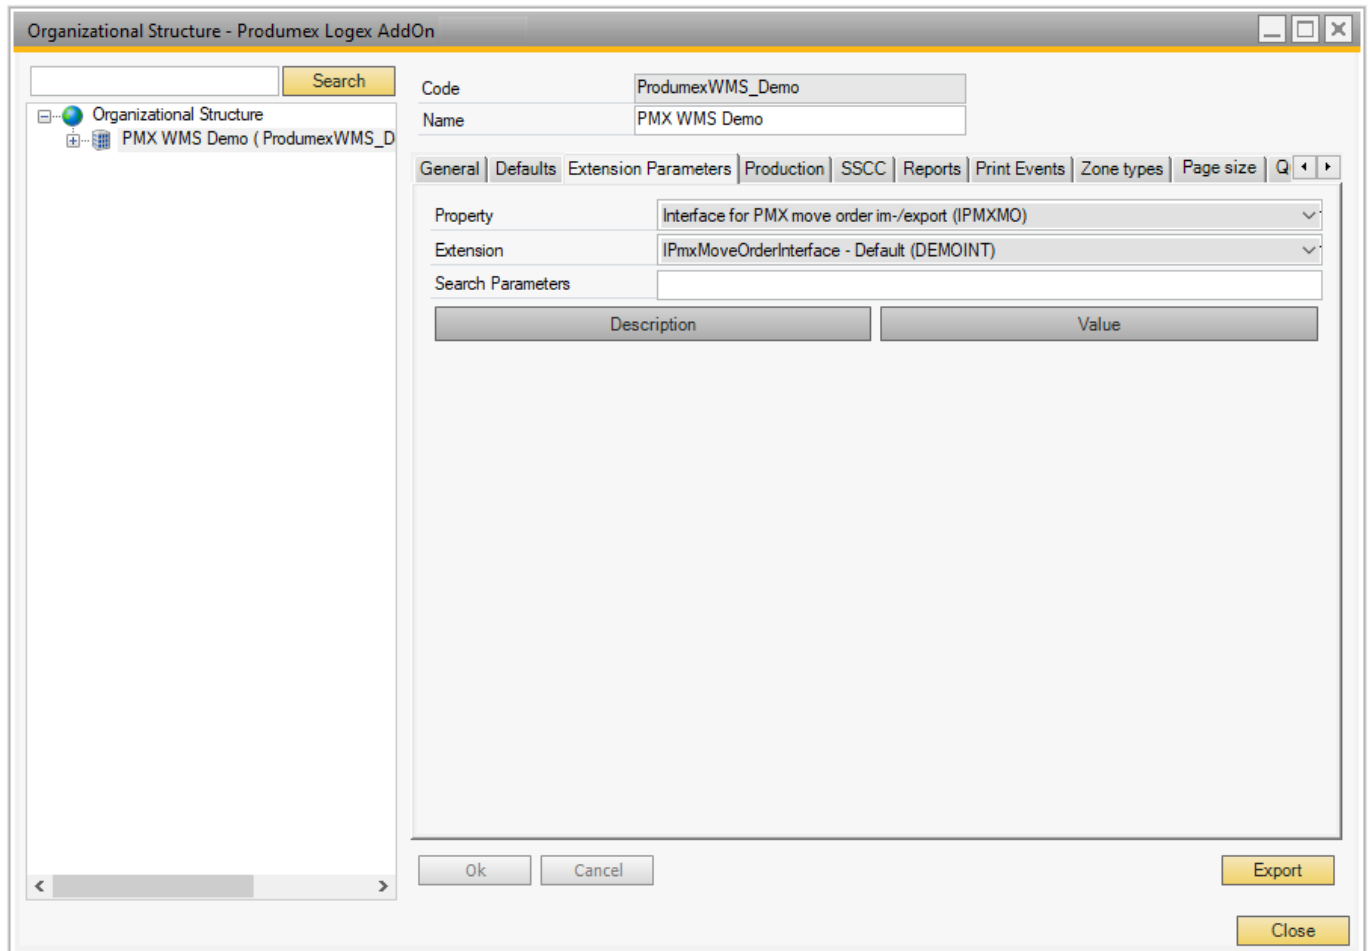 Organizational Structure - Produmex Logex AddOn
Search
Organizational Structure
PMX WMS Demo ( ProdumexWMS_D
Code
ProdumexWMS_Demo
Name
PMX WMS Demo
General Defaults Extension Parameters Production SSCC Reports Print Events Zone types Page size Q
Property
Interface for PMX move order im-/export (IPMXMO)
Extension
IPmxMoveOrderInterface - Default (DEMOINT)
Search Parameters
Description Value
Ok Cancel Export
Close